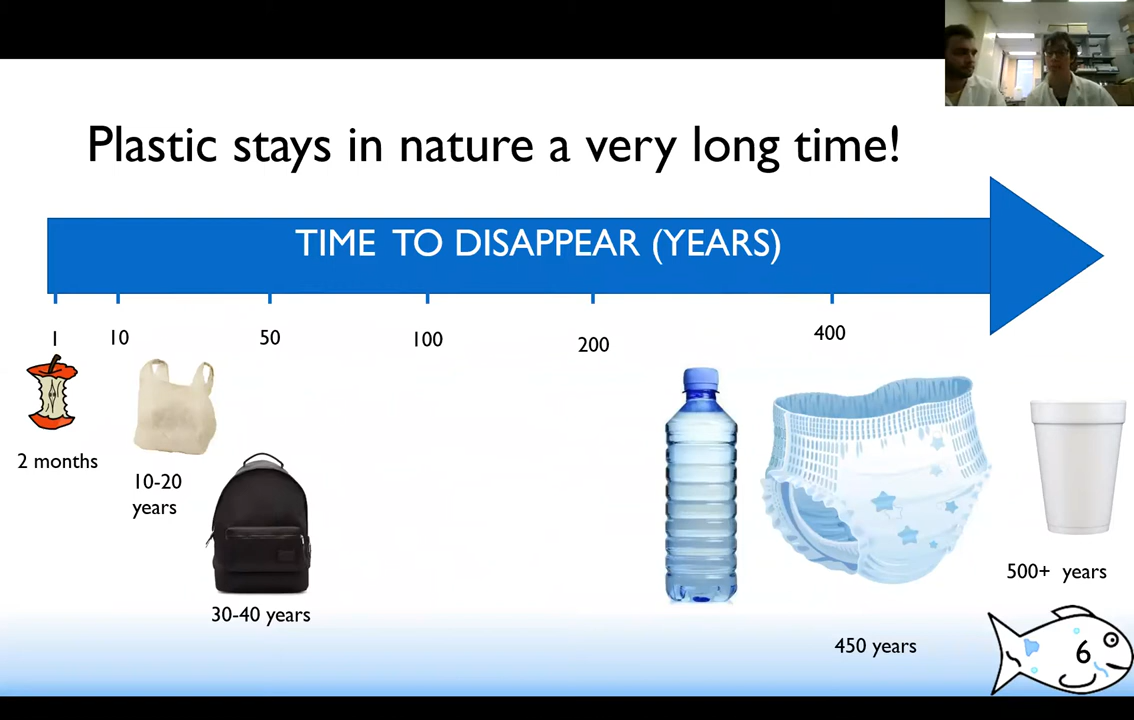 Plastic stays in nature a very long time!
TIME TO DISAPPEAR (YEARS)
1
10
50
100
200
400
2 months
10-20
years
30-40 years
450 years
500+ years
6